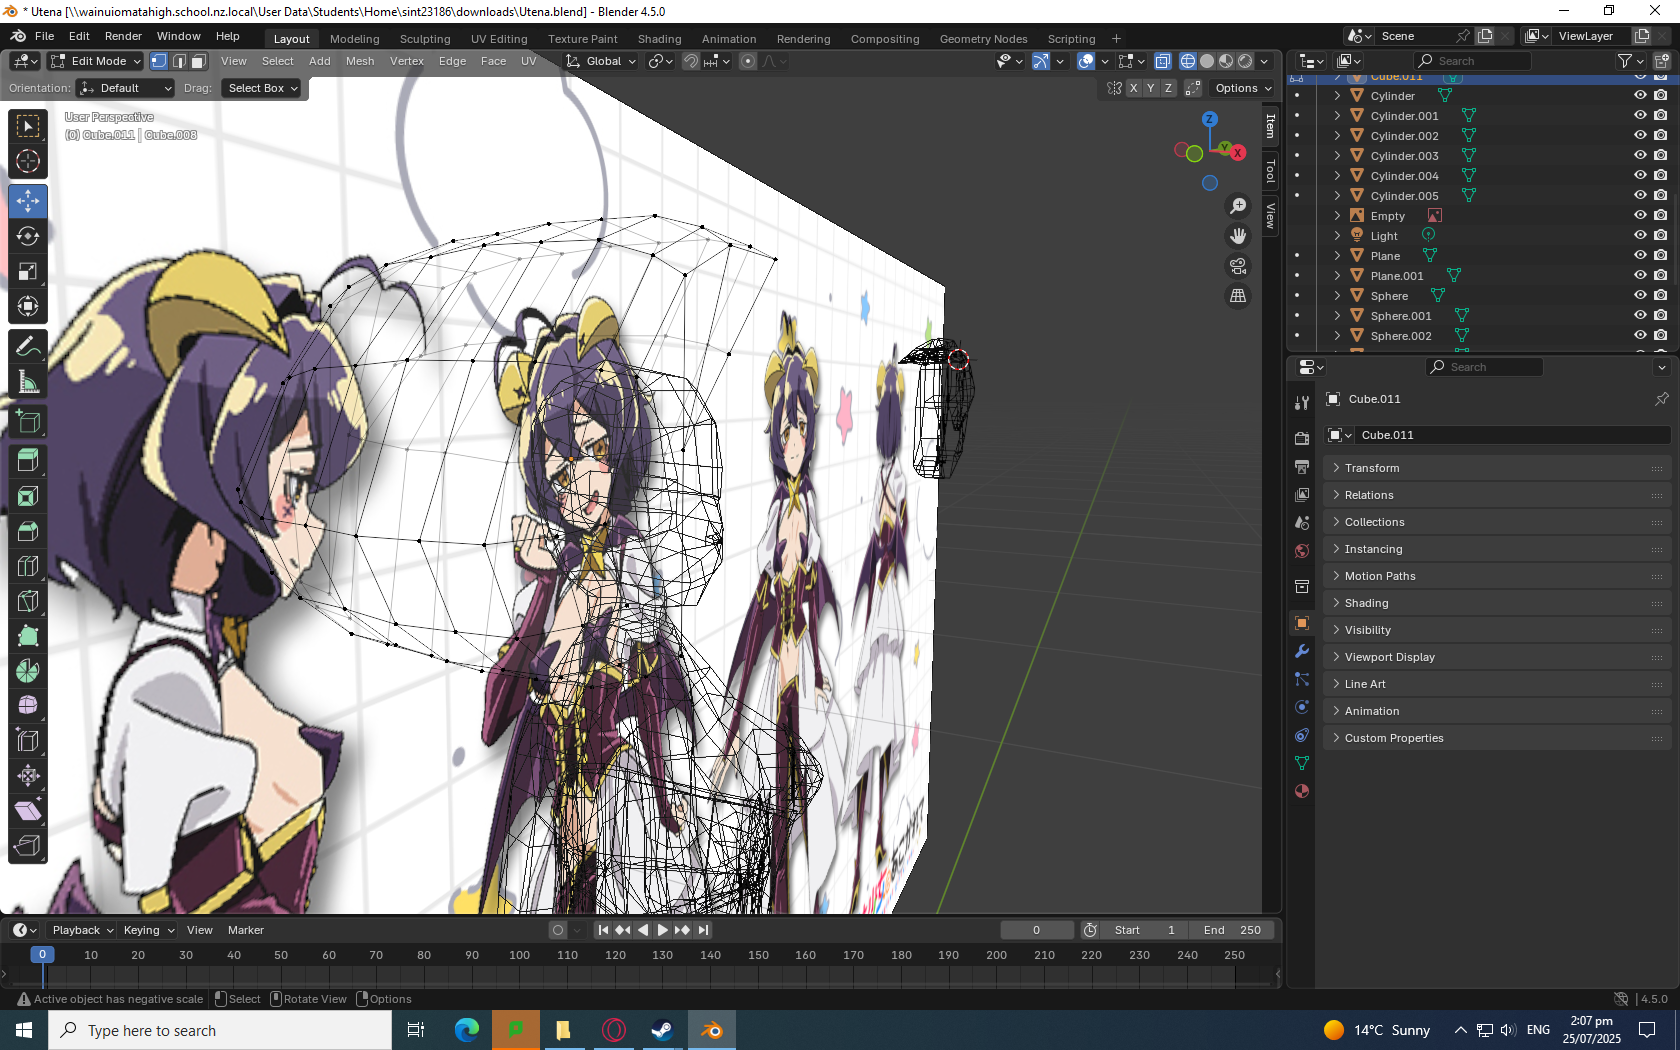 * Utena [\\wainuiomatahigh.school.nz.local\User Data\Students\Home\sint23186\downloads\Utena.blend] - Blender 4.5.0
File Edit Render Window Help Layout Modeling Sculpting UV Editing Texture Paint Shading Animation Rendering Compositing Geometry Nodes Scripting + Scene ViewLayer
Edit Mode View Select Add Mesh Vertex Edge Face UV Global Search
Orientation: Default Drag: Select Box X Y Z Options
User Perspective
(0) Cube.011 | Cube.008
Z
Y
X
Item
Tool
View
Cube.011
Cylinder
Cylinder.001
Cylinder.002
Cylinder.003
Cylinder.004
Cylinder.005
Empty
Light
Plane
Plane.001
Sphere
Sphere.001
Sphere.002
Search
Cube.011
Cube.011
Transform
Relations
Collections
Instancing
Motion Paths
Shading
Visibility
Viewport Display
Line Art
Animation
Custom Properties
Playback Keying View Marker 0 Start 1 End 250
0 10 20 30 40 50 60 70 80 90 100 110 120 130 140 150 160 170 180 190 200 210 220 230 240 250
Active object has negative scale Select Rotate View Options 4.5.0
Type here to search 14°C Sunny ENG 2:07 pm
25/07/2025